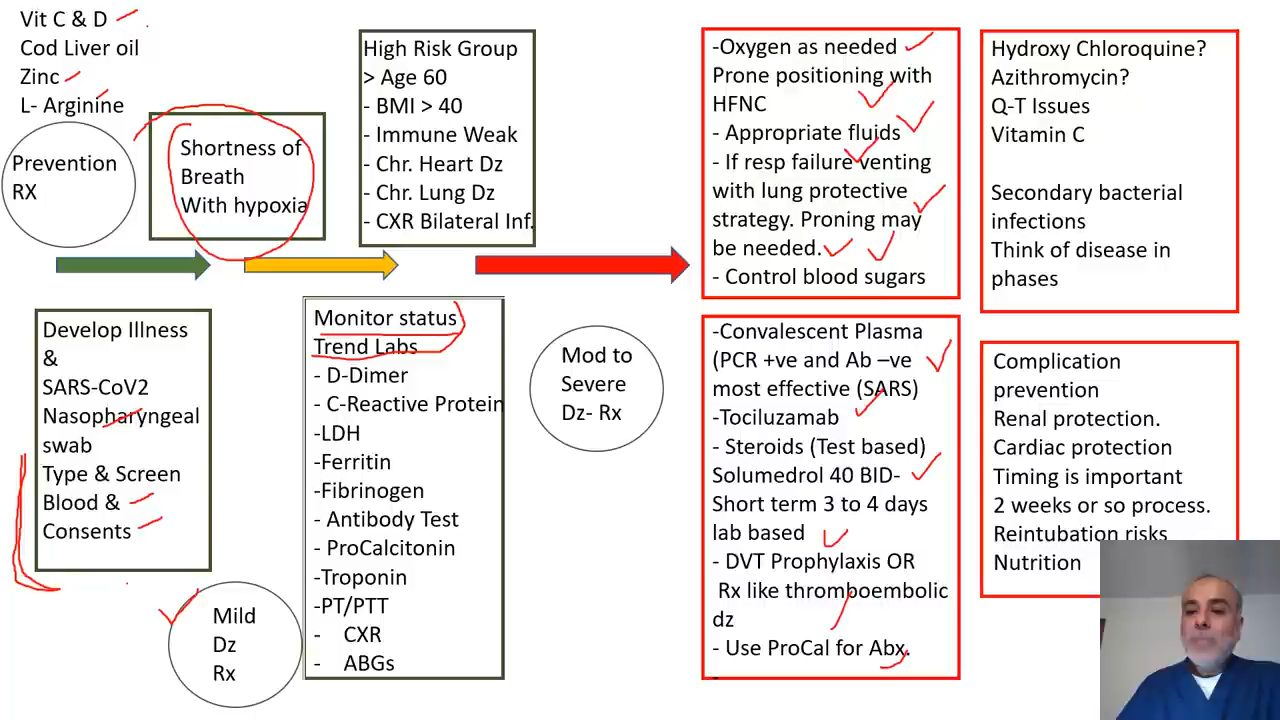 Vit C & D
Cod Liver oil
Zinc
L- Arginine
Prevention
RX
Shortness of
Breath
With hypoxia
High Risk Group
> Age 60
- BMI > 40
- Immune Weak
- Chr. Heart Dz
- Chr. Lung Dz
- CXR Bilateral Inf.
Develop Illness
&
SARS-CoV2
Nasopharyngeal
swab
Type & Screen
Blood &
Consents
Mild
Dz
Rx
Monitor status
Trend Labs
- D-Dimer
- C-Reactive Protein
-LDH
-Ferritin
-Fibrinogen
- Antibody Test
- ProCalcitonin
-Troponin
-PT/PTT
- CXR
- ABGs
Mod to
Severe
Dz- Rx
-Oxygen as needed
Prone positioning with
HFNC
- Appropriate fluids
- If resp failure venting
with lung protective
strategy. Proning may
be needed.
- Control blood sugars
-Convalescent Plasma
(PCR +ve and Ab –ve
most effective (SARS)
-Tociluzamab
- Steroids (Test based)
Solumedrol 40 BID-
Short term 3 to 4 days
lab based
- DVT Prophylaxis OR
Rx like thromboembolic
dz
- Use ProCal for Abx.
-
Hydroxy Chloroquine?
Azithromycin?
Q-T Issues
Vitamin C
Secondary bacterial
infections
Think of disease in
phases
Complication
prevention
Renal protection.
Cardiac protection
Timing is important
2 weeks or so process.
Reintubation risks
Nutrition